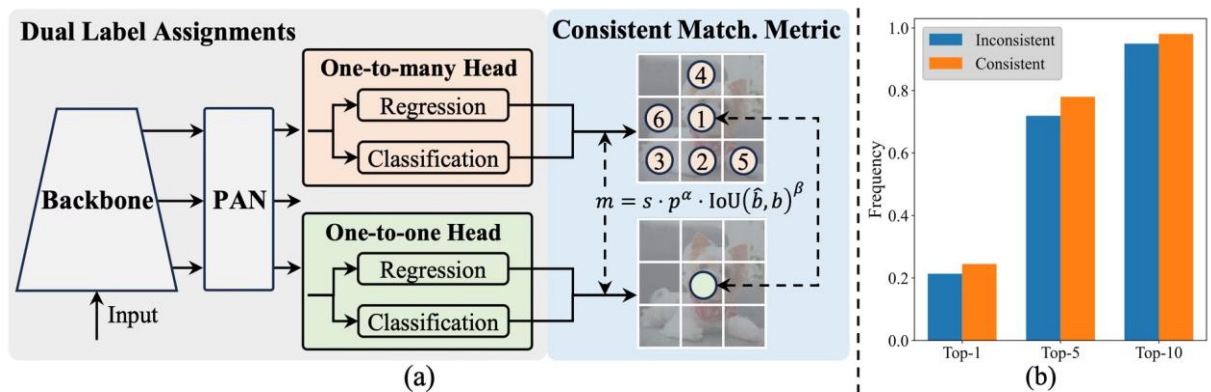 Dual Label Assignments
Consistent Match. Metric
One-to-many Head
Regression
Classification
Backbone
PAN
One-to-one Head
Regression
Classification
Input
4
6 1
3 2 5
m = s · p^α · IoU(b̂, b)^β
(a)
1.0
0.8
0.6
0.4
0.2
0.0
Frequency
Inconsistent
Consistent
Top-1 Top-5 Top-10
(b)